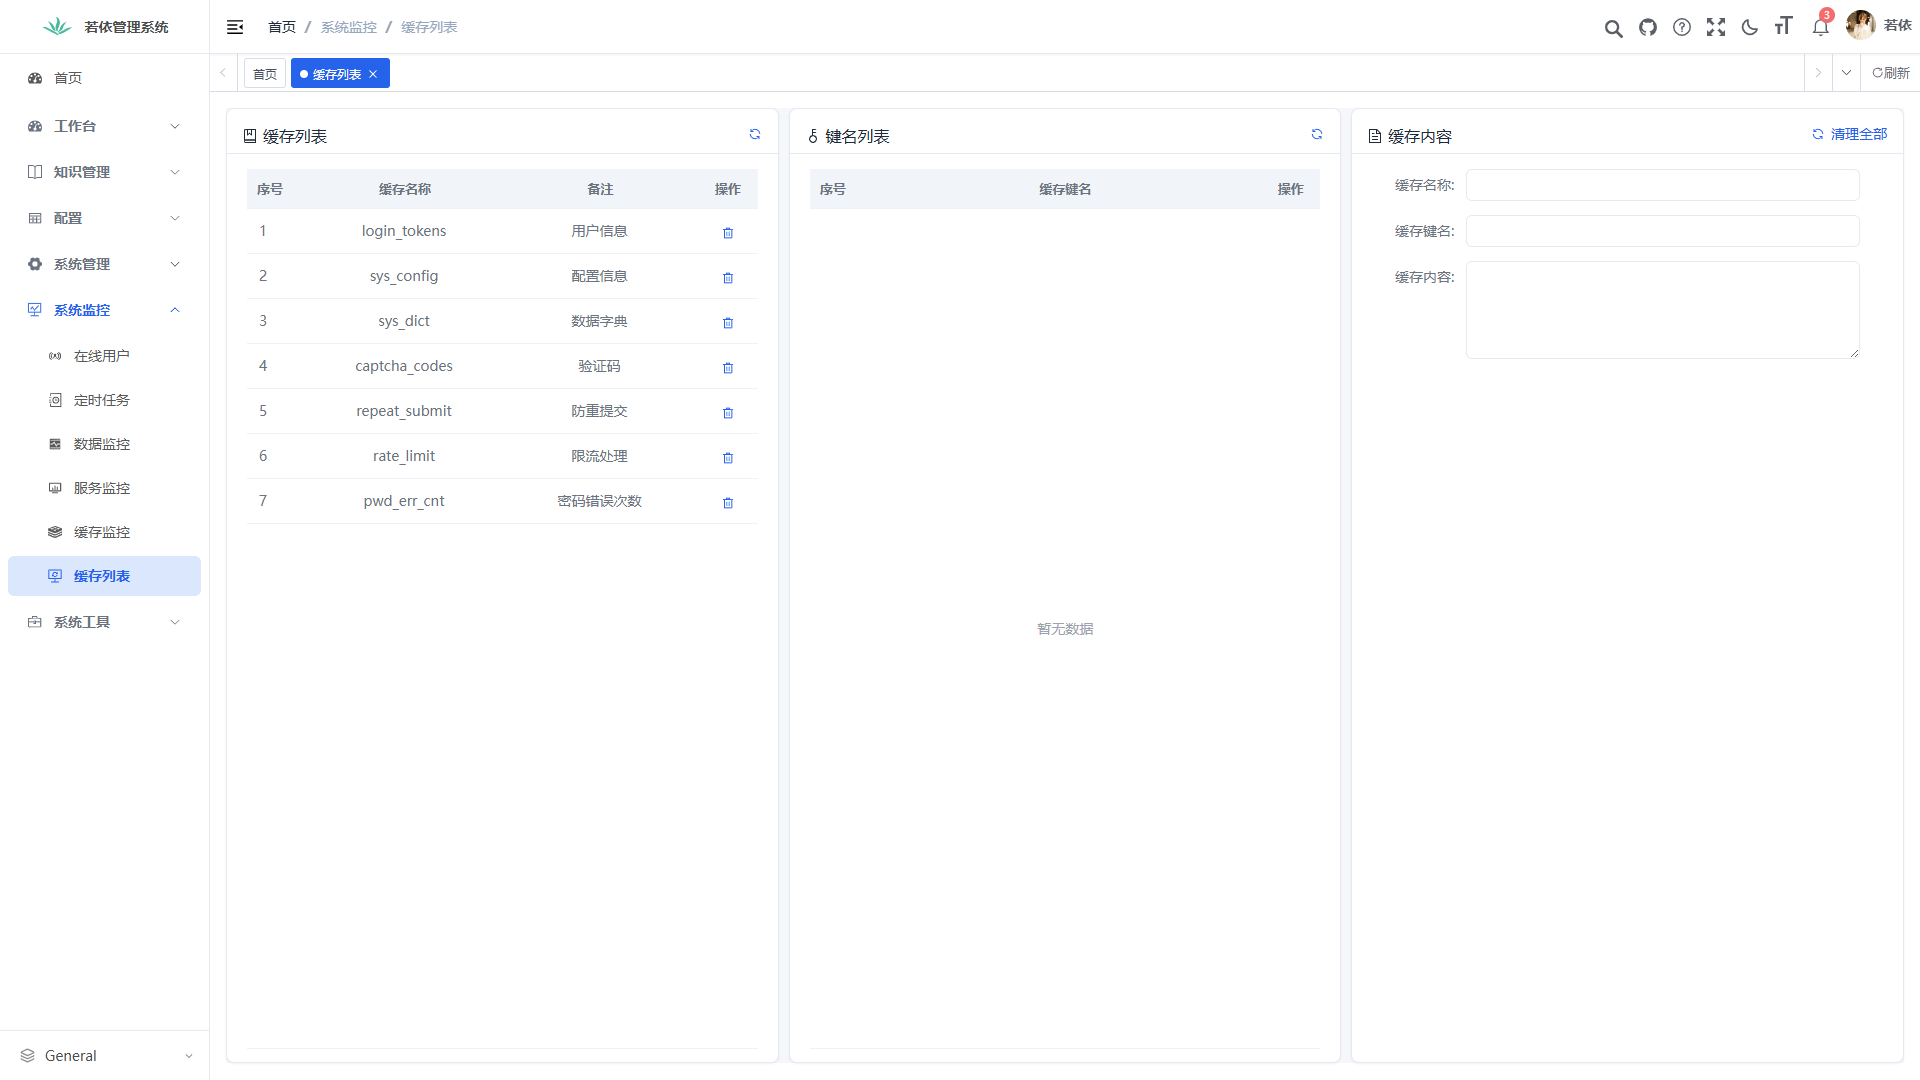 若依管理系统
首页 / 系统监控 / 缓存列表
3
若依
首页
缓存列表
刷新
首页
工作台
知识管理
配置
系统管理
系统监控
在线用户
定时任务
数据监控
服务监控
缓存监控
缓存列表
系统工具
General
缓存列表
序号 缓存名称 备注 操作
1 login_tokens 用户信息
2 sys_config 配置信息
3 sys_dict 数据字典
4 captcha_codes 验证码
5 repeat_submit 防重提交
6 rate_limit 限流处理
7 pwd_err_cnt 密码错误次数
键名列表
序号 缓存键名 操作
暂无数据
缓存内容
清理全部
缓存名称:
缓存键名:
缓存内容: